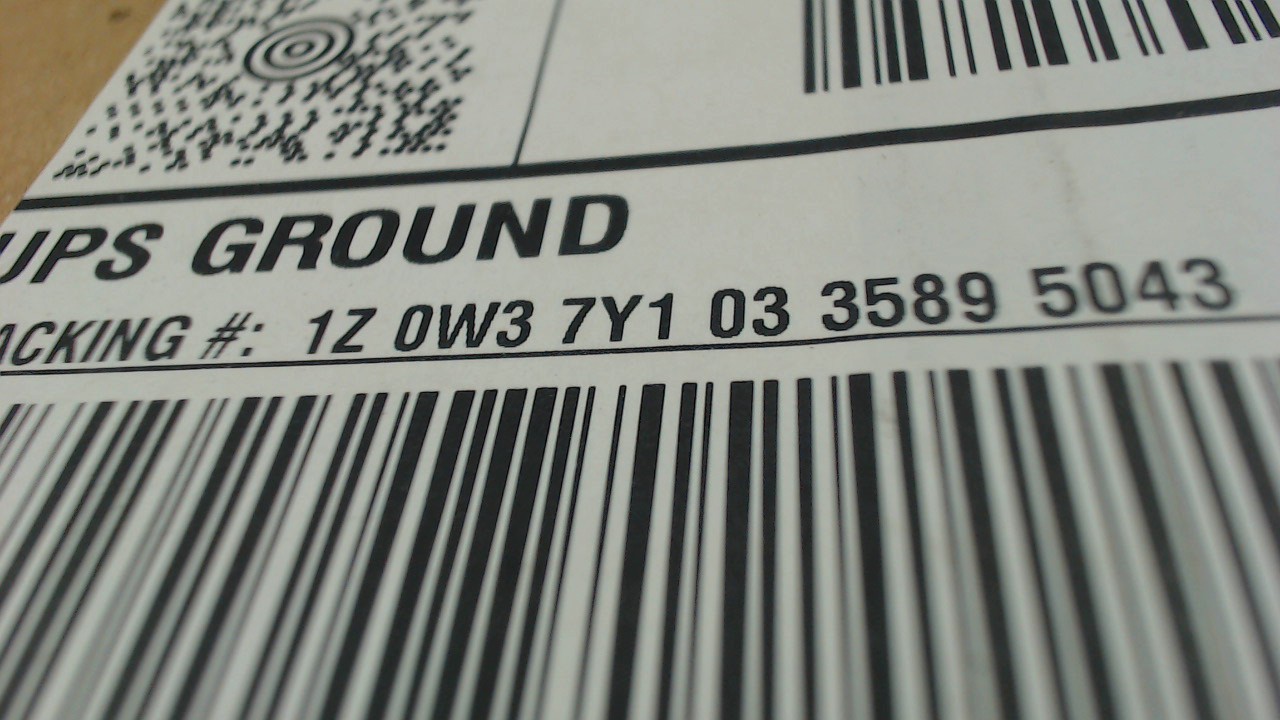 UPS GROUND
ACKING #: 1Z 0W3 7Y1 03 3589 5043